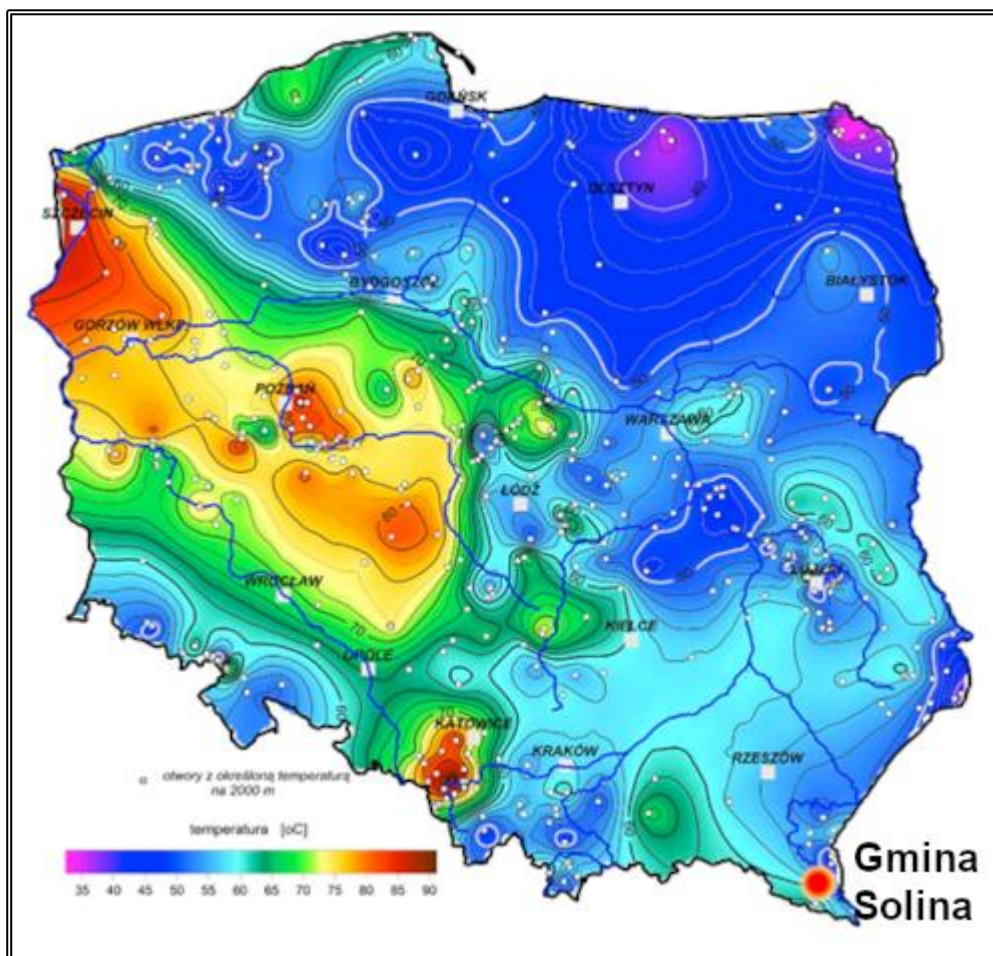 GDAŃSK
OLSZTYN
SZCZECIN
BYDGOSZCZ
BIAŁYSTOK
GORZÓW WLKP.
POZNAŃ
WARSZAWA
ŁÓDŹ
WROCŁAW
LUBLIN
KIELCE
OPOLE
KATOWICE
KRAKÓW
RZESZÓW
otwory z określoną temperaturą
na 2000 m
temperatura [oC]
35 40 45 50 55 60 65 70 75 80 85 90
Gmina
Solina